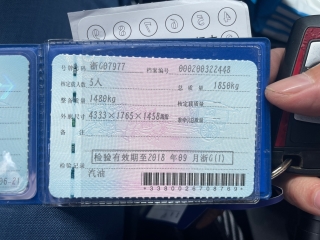 号牌号码 浙G07977 档案编号 000200322448
核定载人数 5人 总质量 1850kg
整备质量 1480kg 核定载质量 --
外廓尺寸 4333×1765×1458mm 准牵引总质量 --
备注
检验记录 检验有效期至2018 年09 月浙G(1)
汽油